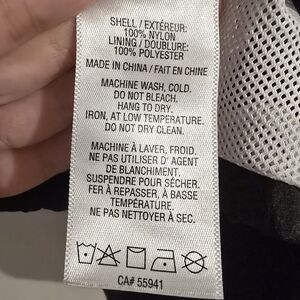 SHELL / EXTÉREUR:
100% NYLON
LINING / DOUBLURE:
100% POLYESTER
MADE IN CHINA / FAIT EN CHINE
MACHINE WASH, COLD.
DO NOT BLEACH.
HANG TO DRY.
IRON, AT LOW TEMPERATURE.
DO NOT DRY CLEAN.
MACHINE À LAVER, FROID.
NE PAS UTILISER D' AGENT
DE BLANCHIMENT.
SUSPENDRE POUR SÉCHER.
FER À REPASSER, À BASSE
TEMPÉRATURE.
NE PAS NETTOYER À SEC.
CA# 55941